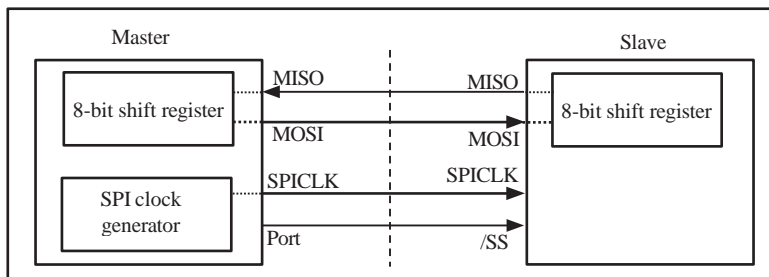 Master
Slave
MISO
MISO
8-bit shift register
8-bit shift register
MOSI
MOSI
SPICLK
SPICLK
SPI clock
generator
Port
/SS